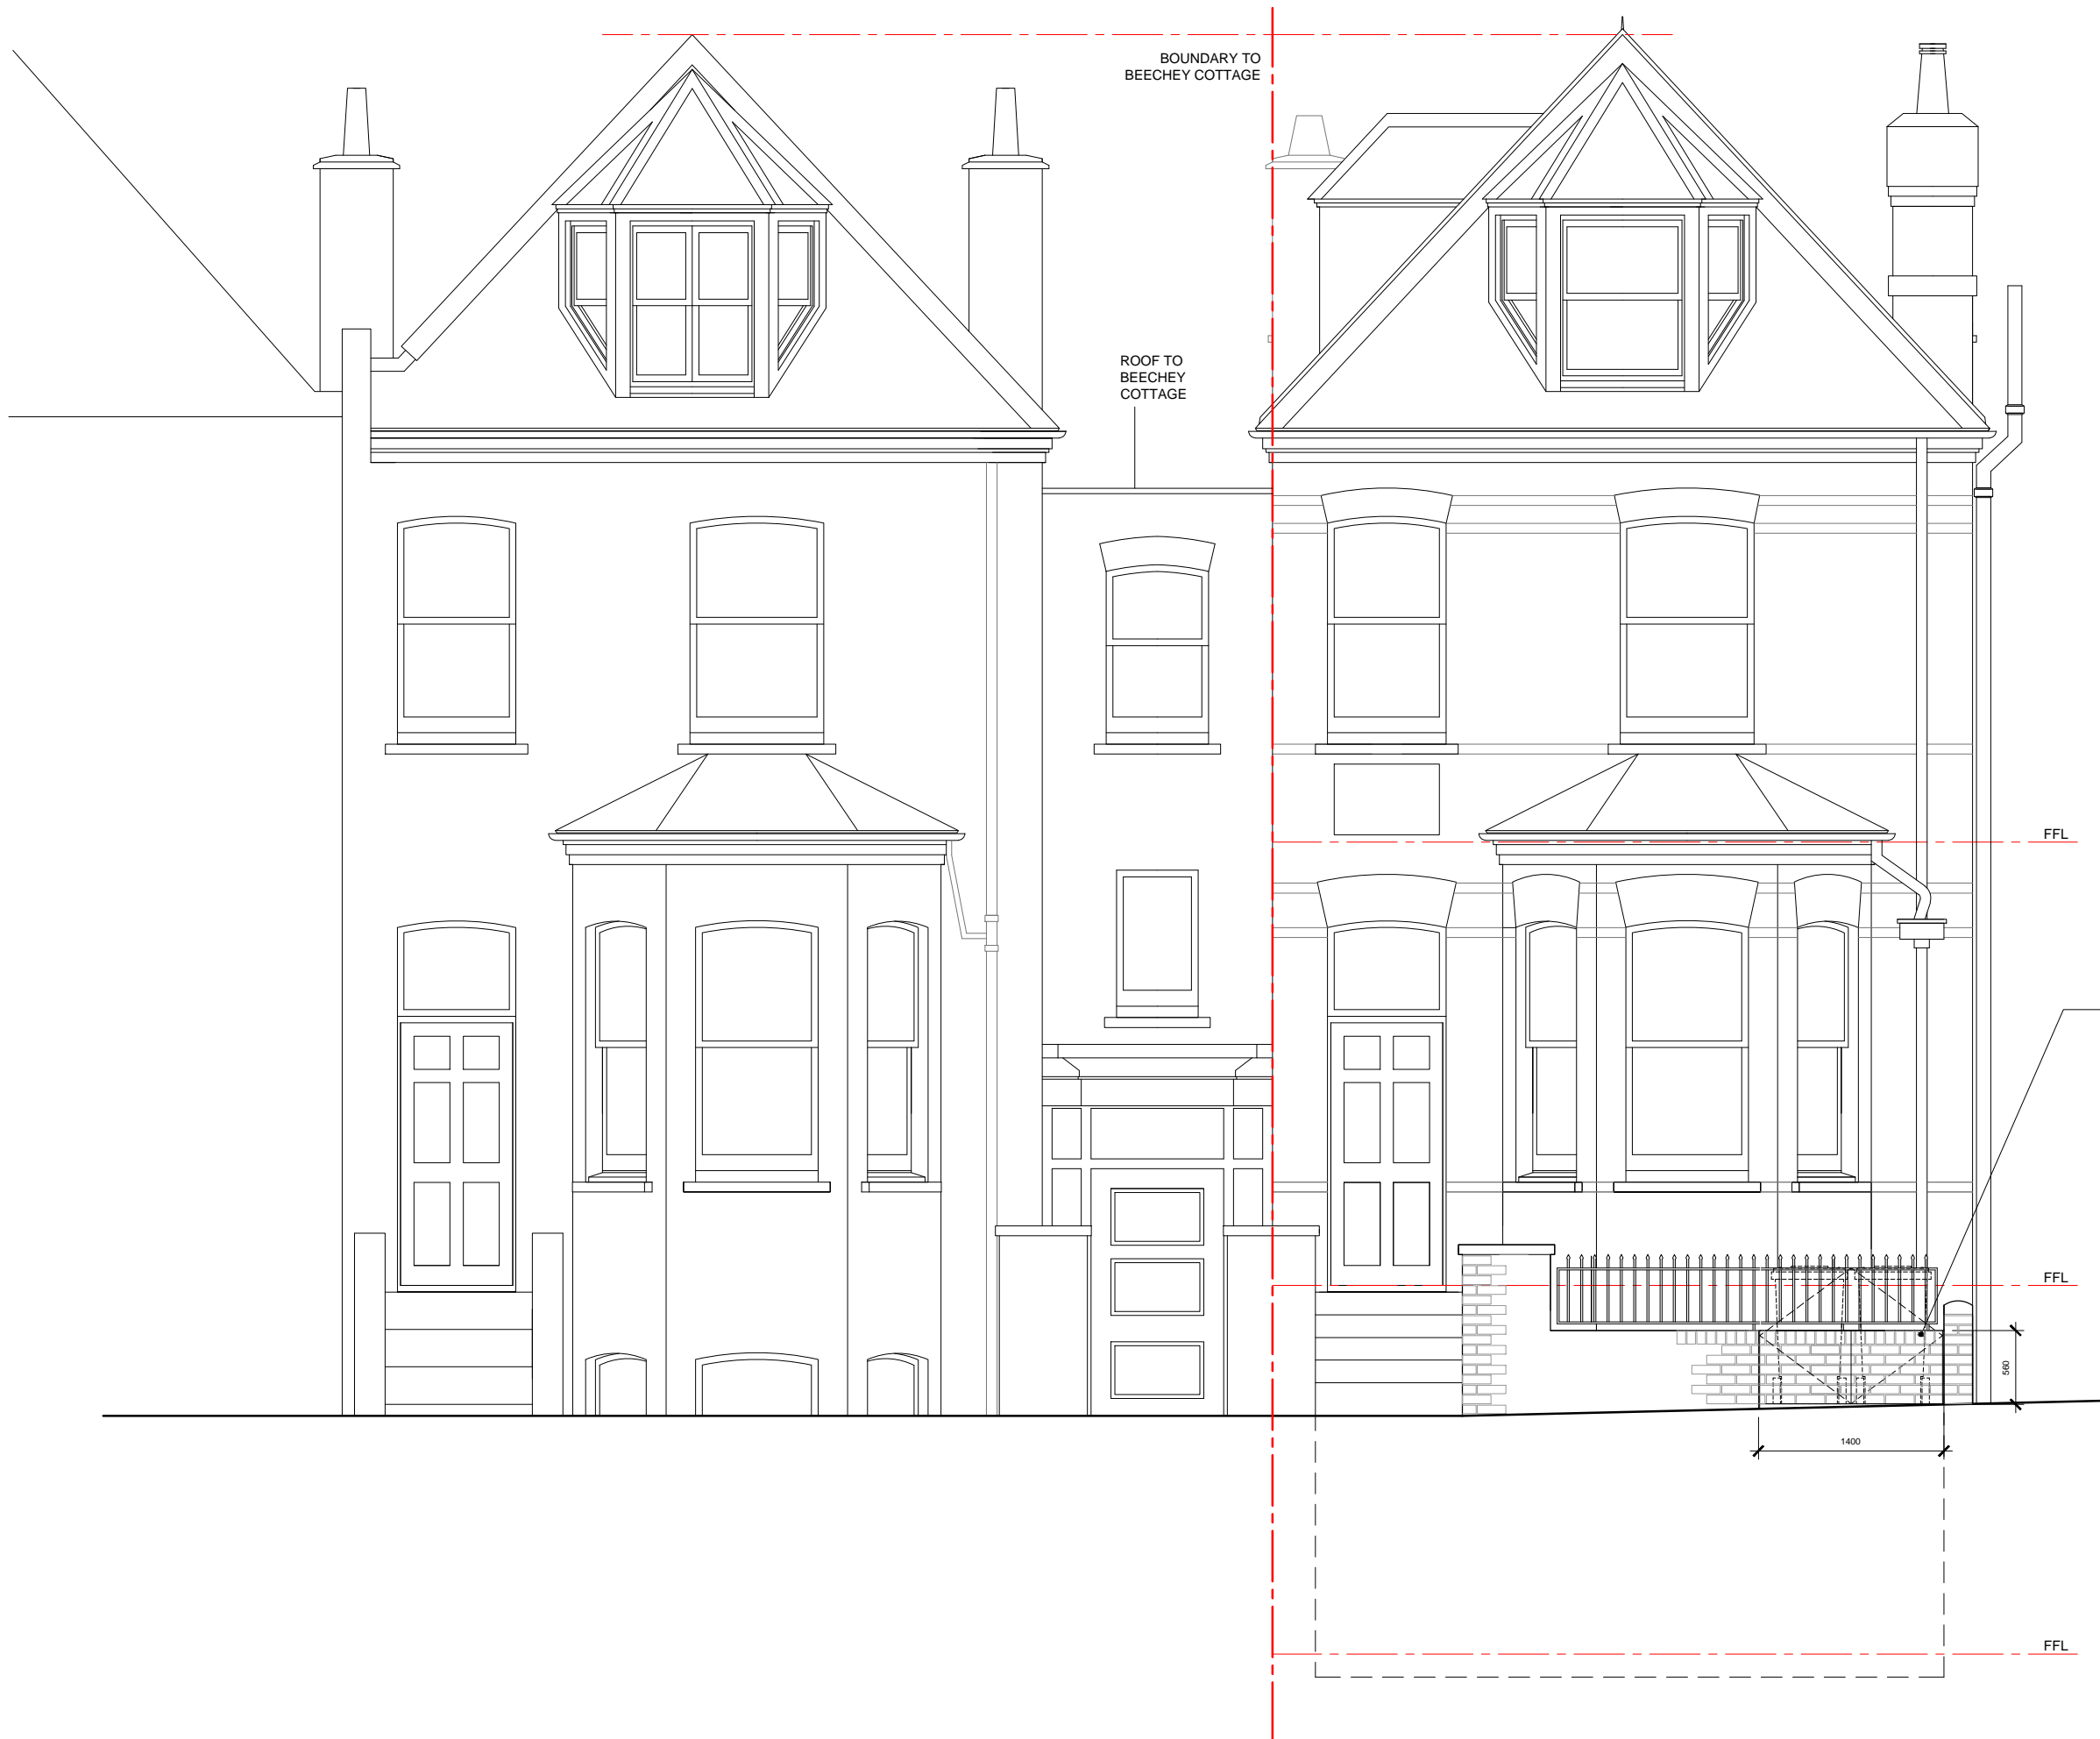 BOUNDARY TO
BEECHEY COTTAGE
ROOF TO
BEECHEY
COTTAGE
FFL
FFL
560
1400
FFL